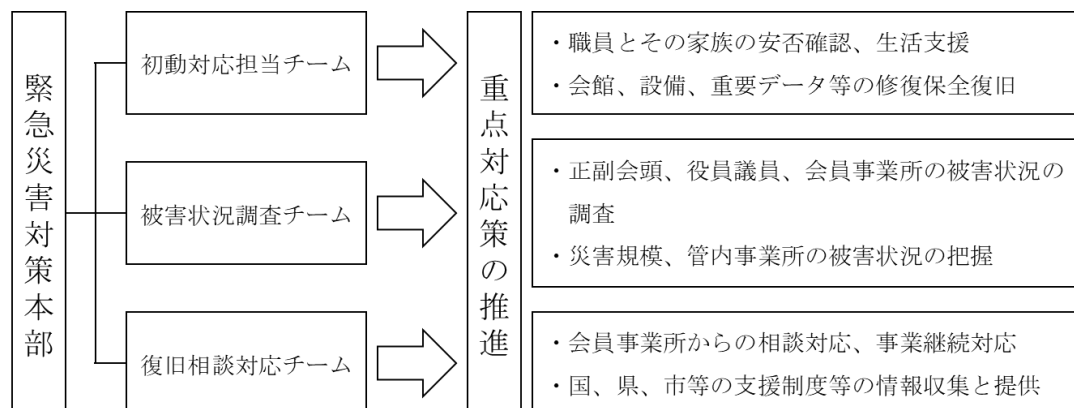 緊急災害対策本部
初動対応担当チーム
被害状況調査チーム
復旧相談対応チーム
重点対応策の推進
・職員とその家族の安否確認、生活支援
・会館、設備、重要データ等の修復保全復旧
・正副会頭、役員議員、会員事業所の被害状況の
調査
・災害規模、管内事業所の被害状況の把握
・会員事業所からの相談対応、事業継続対応
・国、県、市等の支援制度等の情報収集と提供